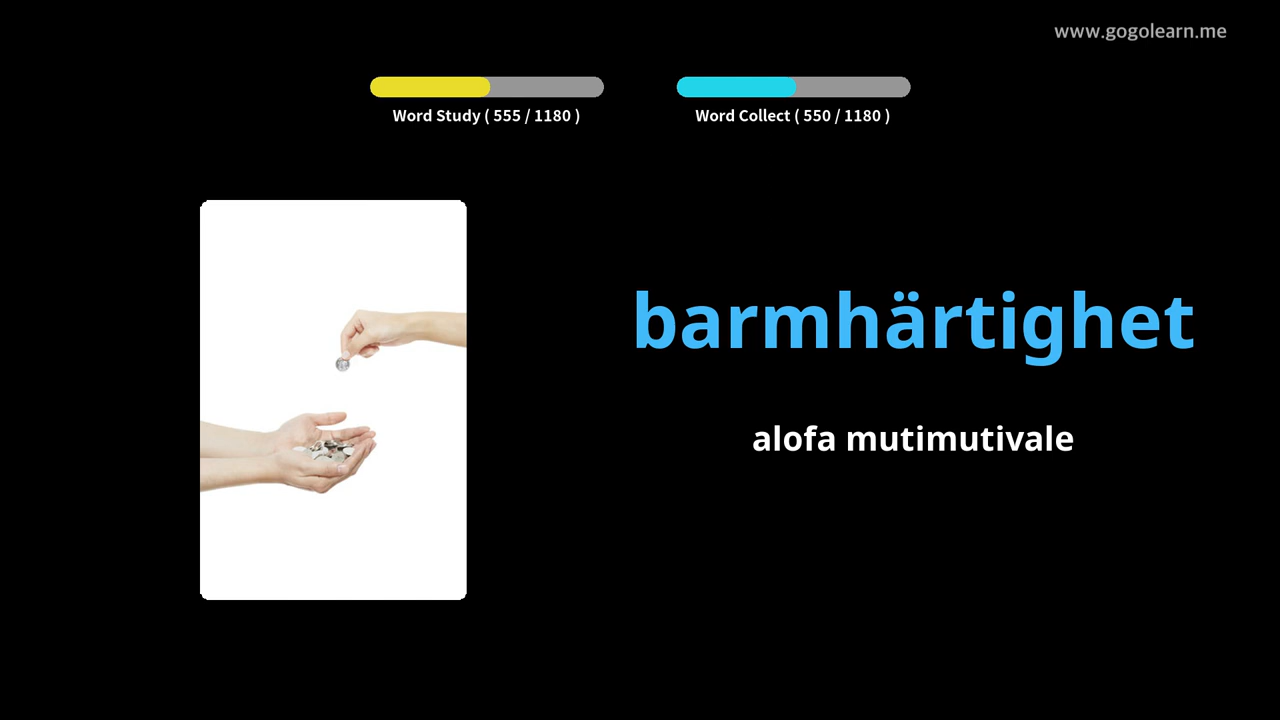 www.gogolearn.me
Word Study ( 555 / 1180 )
Word Collect ( 550 / 1180 )
barmhärtighet
alofa mutimutivale